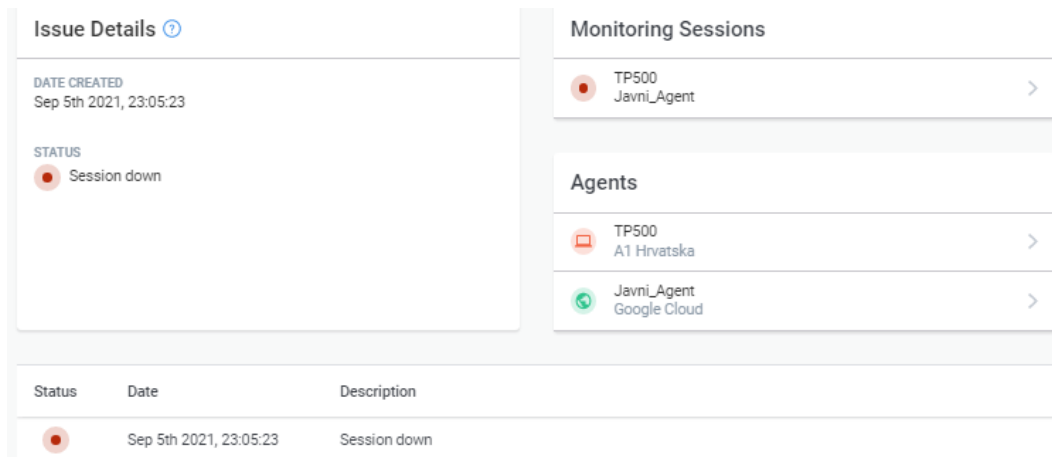 Issue Details
DATE CREATED
Sep 5th 2021, 23:05:23
STATUS
Session down
Monitoring Sessions
TP500
Javni_Agent
Agents
TP500
A1 Hrvatska
Javni_Agent
Google Cloud
Status Date Description
Sep 5th 2021, 23:05:23 Session down